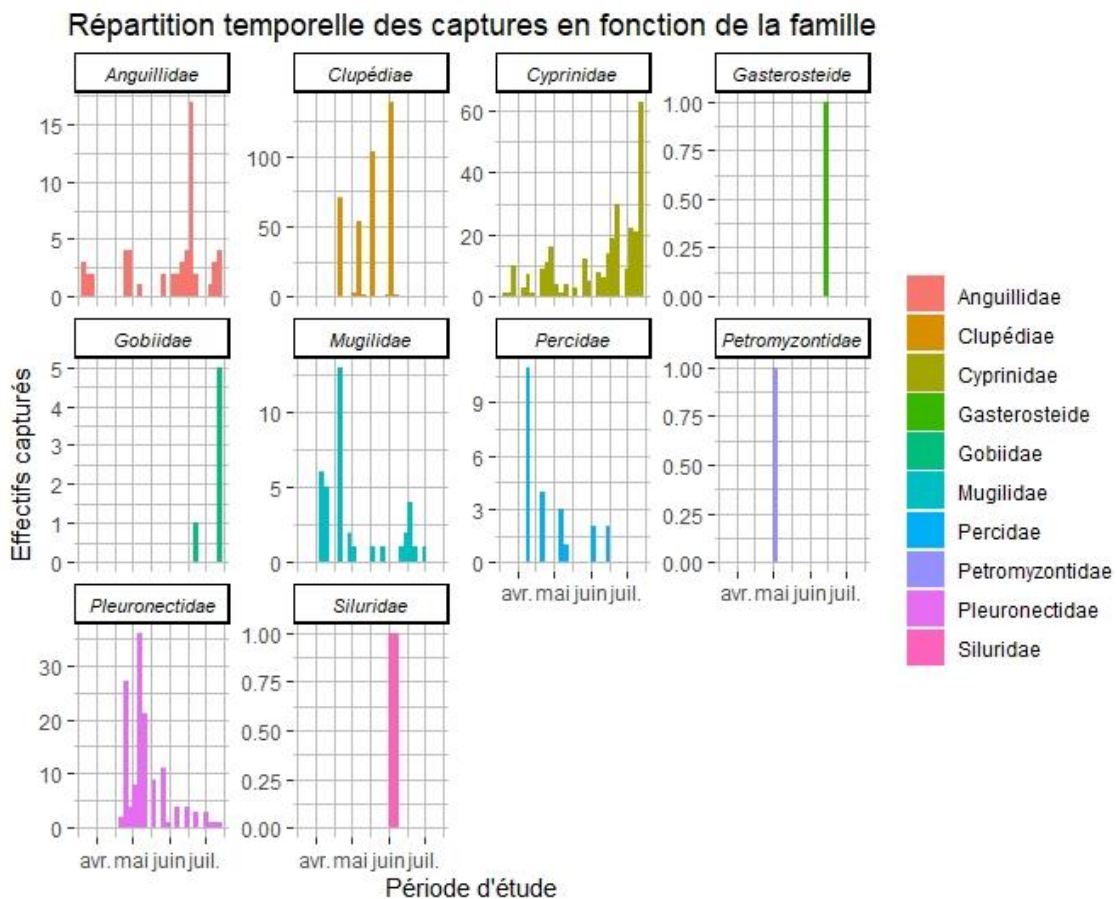 Répartition temporelle des captures en fonction de la famille
Anguillidae
Clupédiae
Cyprinidae
Gasterosteide
15
10
5
0
100
50
0
60
40
20
0
1.00
0.75
0.50
0.25
0.00
Gobiidae
Mugilidae
Percidae
Petromyzontidae
5
4
3
2
1
0
10
5
0
9
6
3
0
1.00
0.75
0.50
0.25
0.00
avr. mai juin juil.
avr. mai juin juil.
Pleuronectidae
Siluridae
30
20
10
0
1.00
0.75
0.50
0.25
0.00
avr. mai juin juil.
avr. mai juin juil.
Période d'étude
Effectifs capturés
Anguillidae
Clupédiae
Cyprinidae
Gasterosteide
Gobiidae
Mugilidae
Percidae
Petromyzontidae
Pleuronectidae
Siluridae